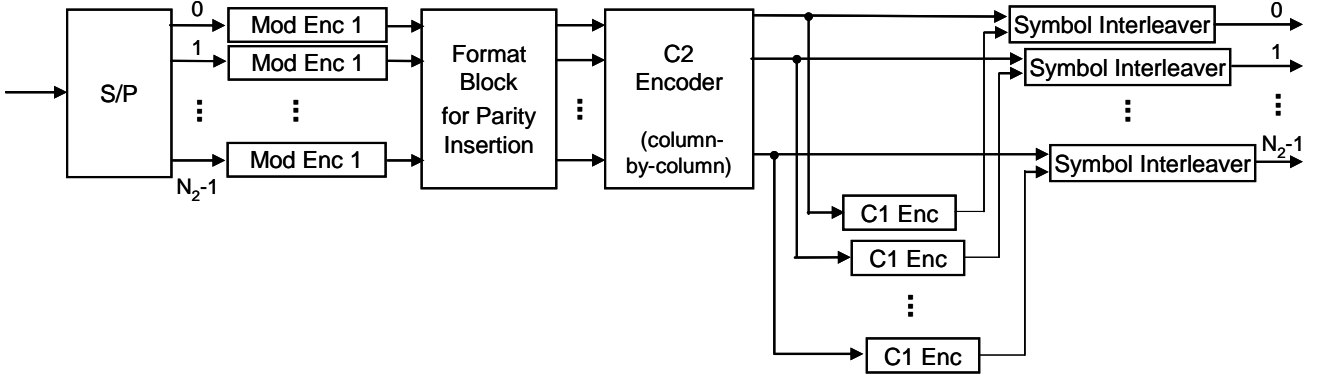 S/P
0
1
⋮
N2-1
Mod Enc 1
Mod Enc 1
⋮
Mod Enc 1
Format
Block
for Parity
Insertion
⋮
C2
Encoder
(column-
by-column)
Symbol Interleaver
Symbol Interleaver
⋮
Symbol Interleaver
0
1
⋮
N2-1
C1 Enc
C1 Enc
⋮
C1 Enc